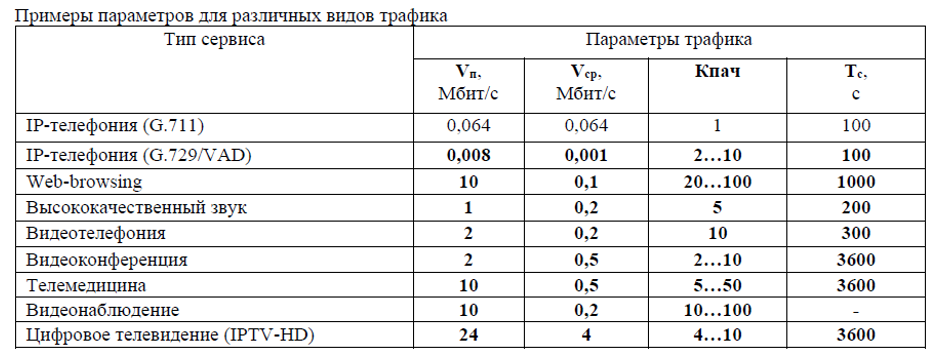 Примеры параметров для различных видов трафика
Тип сервиса Параметры трафика
Vп, Vср, Кпач Тс,
Мбит/с Мбит/с с
IP-телефония (G.711) 0,064 0,064 1 100
IP-телефония (G.729/VAD) 0,008 0,001 2…10 100
Web-browsing 10 0,1 20…100 1000
Высококачественный звук 1 0,2 5 200
Видеотелефония 2 0,2 10 300
Видеоконференция 2 0,5 2…10 3600
Телемедицина 10 0,5 5…50 3600
Видеонаблюдение 10 0,2 10…100 -
Цифровое телевидение (IPTV-HD) 24 4 4…10 3600